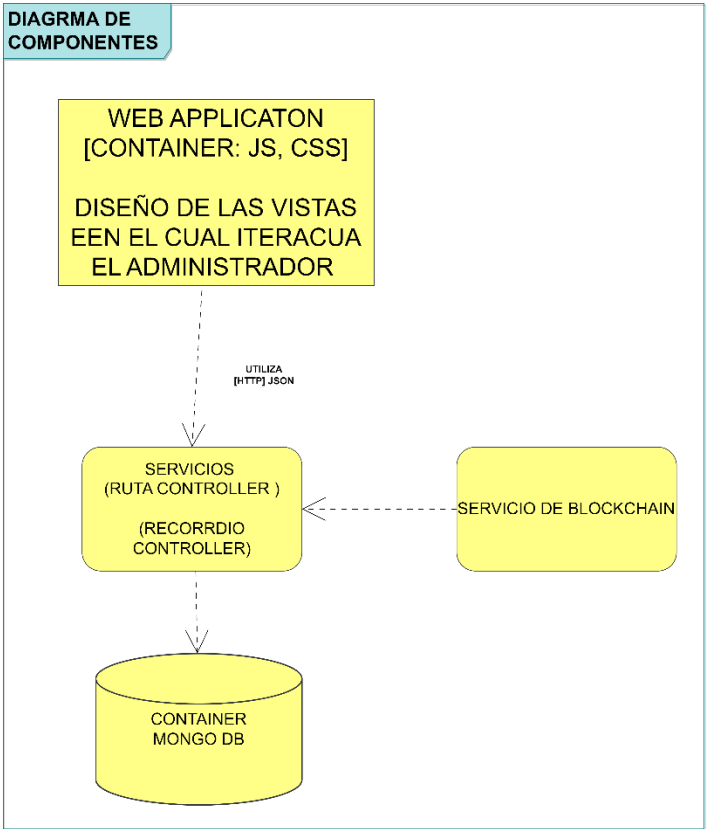 DIAGRMA DE
COMPONENTES
WEB APPLICATON
[CONTAINER: JS, CSS]
DISEÑO DE LAS VISTAS
EEN EL CUAL ITERACUA
EL ADMINISTRADOR
UTILIZA
[HTTP] JSON
SERVICIOS
(RUTA CONTROLLER )
(RECORRDIO
CONTROLLER)
SERVICIO DE BLOCKCHAIN
CONTAINER
MONGO DB